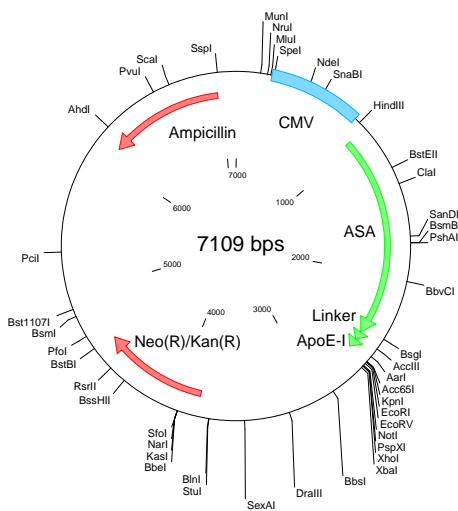 MunI
NruI
MluI
SpeI
NdeI
SnaBI
HindIII
BstEII
ClaI
SanDI
BsmB
PshAI
BbvCI
BsgI
AccIII
AarI
Acc65I
KpnI
EcoRI
EcoRV
NotI
PspXI
XhoI
XbaI
BbsI
DraIII
SexAI
StuI
BlnI
BbeI
KasI
NarI
SfoI
BssHII
RsrII
BstBI
PfoI
BsmI
Bst1107I
PciI
AhdI
PvuI
ScaI
SspI
Ampicillin
CMV
ASA
Linker
ApoE-I
Neo(R)/Kan(R)
7109 bps
1000
2000
3000
4000
5000
6000
7000